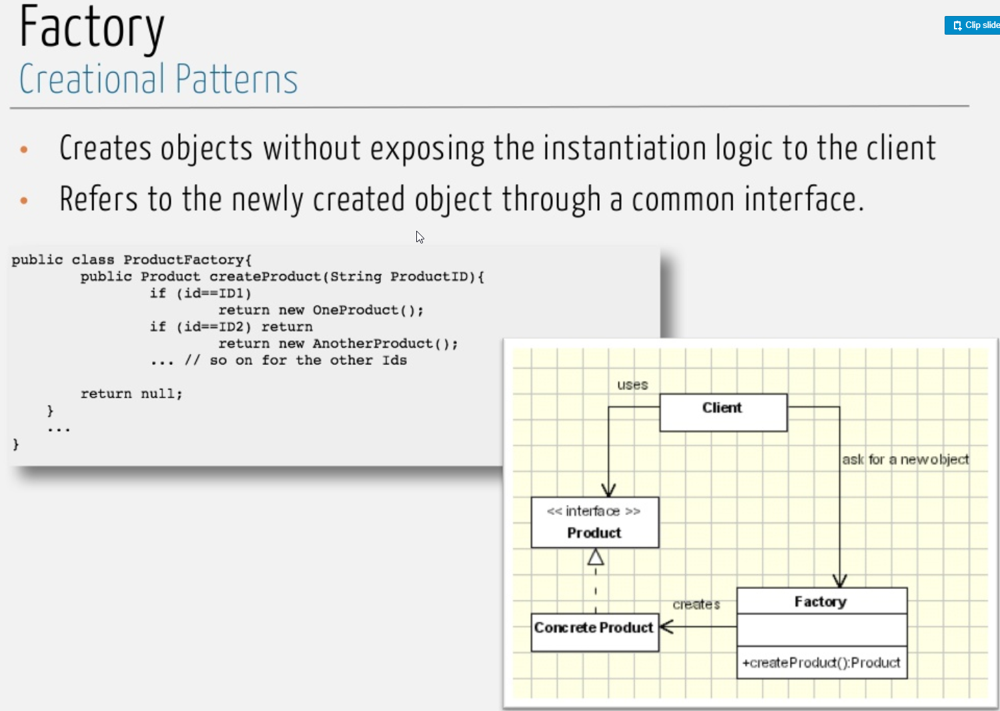 Factory
Clip slide
Creational Patterns
• Creates objects without exposing the instantiation logic to the client
• Refers to the newly created object through a common interface.
public class ProductFactory{
public Product createProduct(String ProductID){
if (id==ID1)
return new OneProduct();
if (id==ID2) return
return new AnotherProduct();
... // so on for the other Ids
return null;
}
...
}
uses
Client
ask for a new object
<< interface >>
Product
creates
Factory
Concrete Product
+createProduct():Product